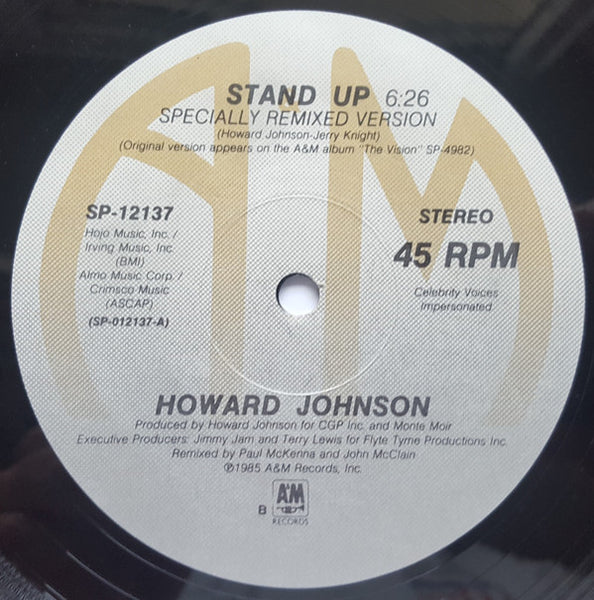 STAND UP 6:26
SPECIALLY REMIXED VERSION
(Howard Johnson-Jerry Knight)
(Original version appears on the A&M album "The Vision" SP-4982)
SP-12137
Hojo Music, Inc. /
Irving Music, Inc.
(BMI)
Almo Music Corp. /
Crimsco Music
(ASCAP)
(SP-012137-A)
STEREO
45 RPM
Celebrity Voices
Impersonated
HOWARD JOHNSON
Produced by Howard Johnson for CGP Inc. and Monte Moir
Executive Producers: Jimmy Jam and Terry Lewis for Flyte Tyme Productions Inc.
Remixed by Paul McKenna and John McClain
℗1985 A&M Records, Inc.
B
A&M
RECORDS